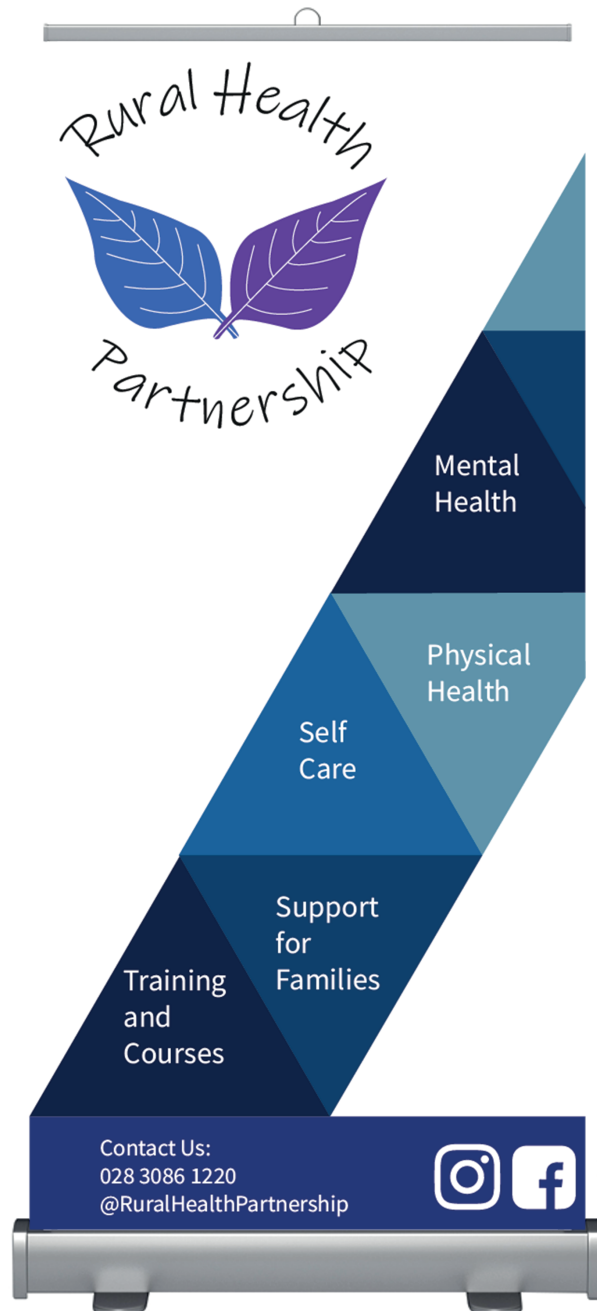 Rural Health
Partnership
Mental
Health
Physical
Health
Self
Care
Support
for
Families
Training
and
Courses
Contact Us:
028 3086 1220
@RuralHealthPartnership